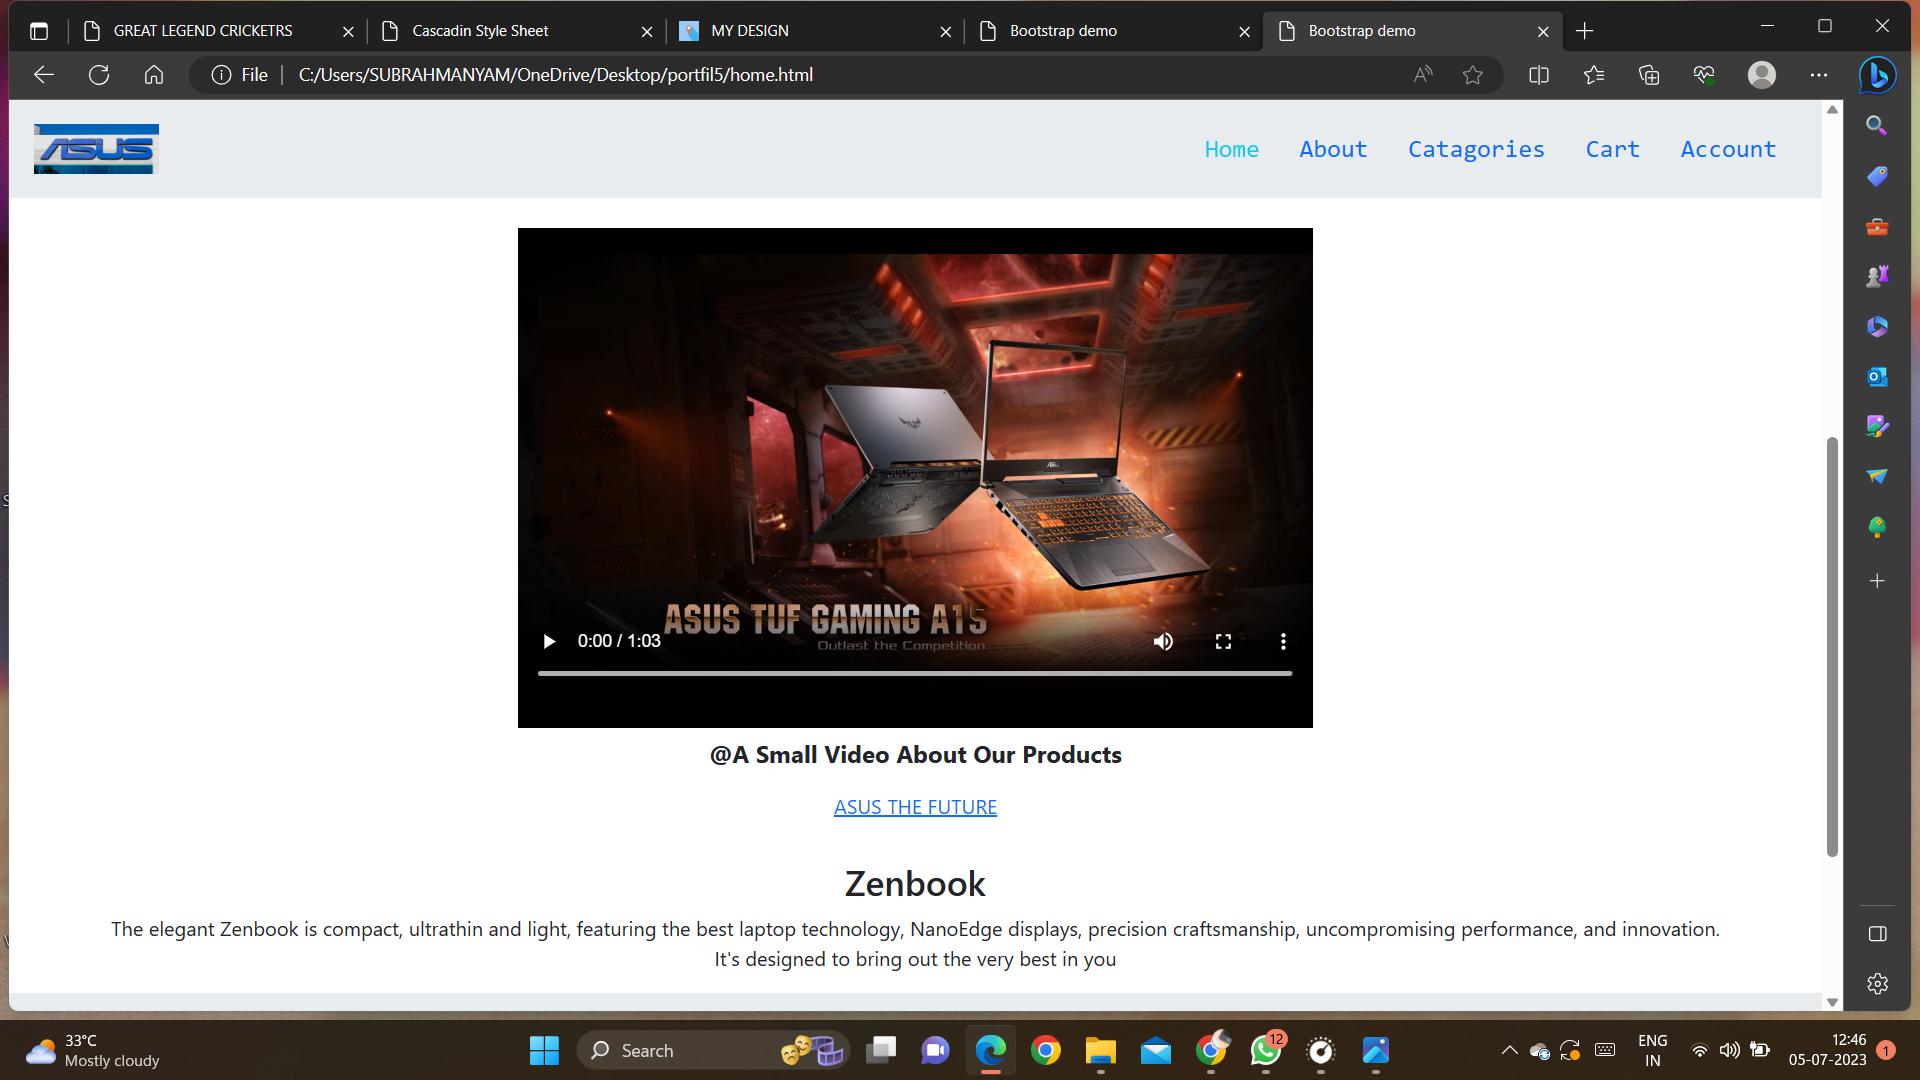 GREAT LEGEND CRICKETRS
Cascadin Style Sheet
MY DESIGN
Bootstrap demo
Bootstrap demo
File
C:/Users/SUBRAHMANYAM/OneDrive/Desktop/portfil5/home.html
ASUS
Home
About
Catagories
Cart
Account
ASUS
ASUS TUF GAMING A15
Outlast the Competition
0:00 / 1:03
@A Small Video About Our Products
ASUS THE FUTURE
Zenbook
The elegant Zenbook is compact, ultrathin and light, featuring the best laptop technology, NanoEdge displays, precision craftsmanship, uncompromising performance, and innovation.
It's designed to bring out the very best in you
33°C
Mostly cloudy
Search
12
ENG
IN
12:46
05-07-2023
1